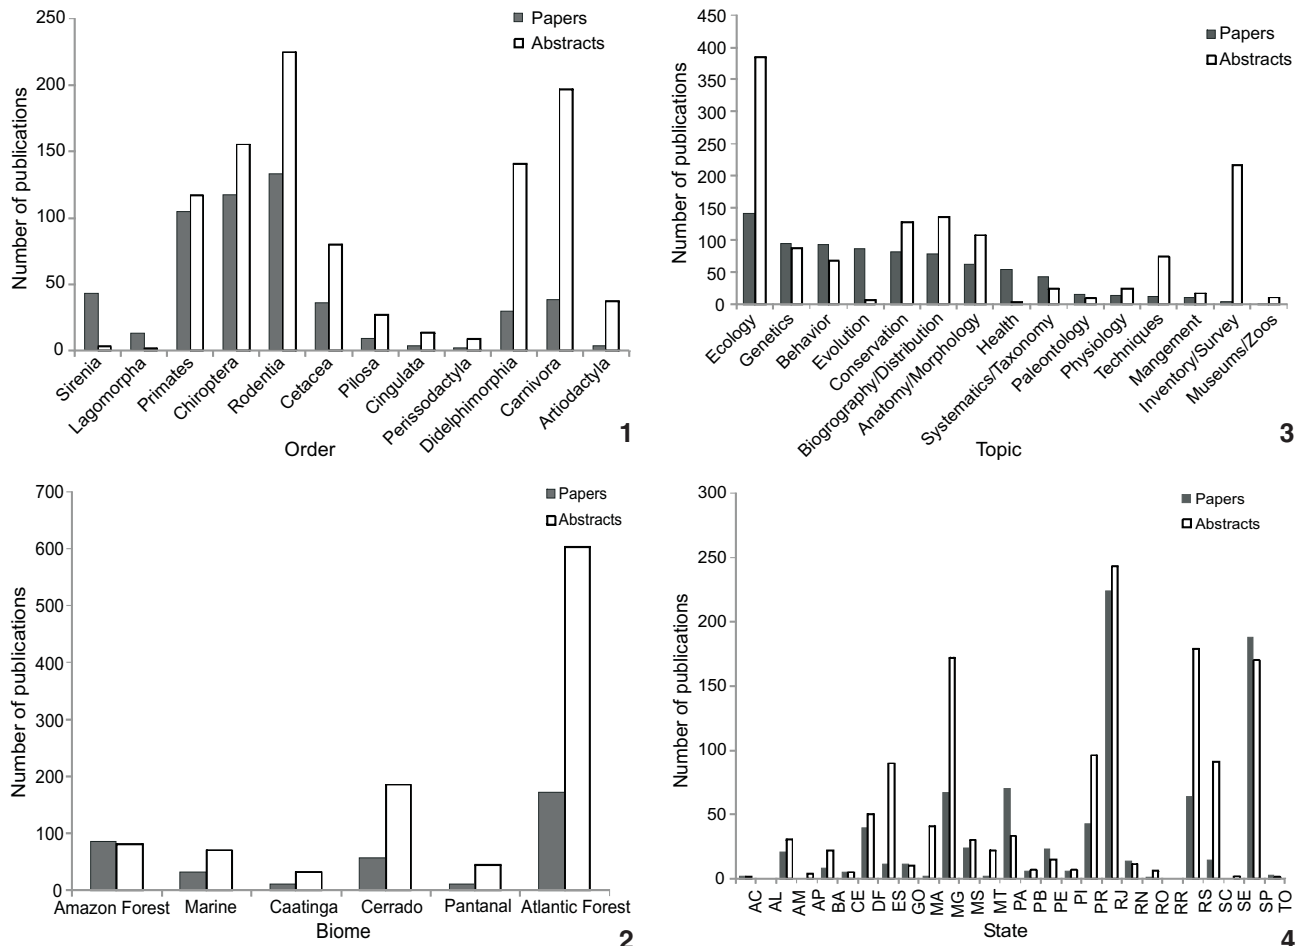 250
200
150
100
50
0
Number of publications
Papers
Abstracts
Sirenia
Lagomorpha
Primates
Chiroptera
Rodentia
Cetacea
Pilosa
Cingulata
Perissodactyla
Didelphimorphia
Carnivora
Artiodactyla
Order
1
450
400
350
300
250
200
150
100
50
0
Number of publications
Papers
Abstracts
Ecology
Genetics
Behavior
Evolution
Conservation
Biogrography/Distribution
Anatomy/Morphology
Health
Systematics/Taxonomy
Paleontology
Physiology
Techniques
Mangement
Inventory/Survey
Museums/Zoos
Topic
3
700
600
500
400
300
200
100
0
Number of publications
Papers
Abstracts
Amazon Forest Marine Caatinga Cerrado Pantanal Atlantic Forest
Biome
2
300
250
200
150
100
50
0
Number of publications
Papers
Abstracts
AC
AL
AM
AP
BA
CE
DF
ES
GO
MA
MG
MS
MT
PA
PB
PE
PI
PR
RJ
RN
RO
RR
RS
SC
SE
SP
TO
State
4